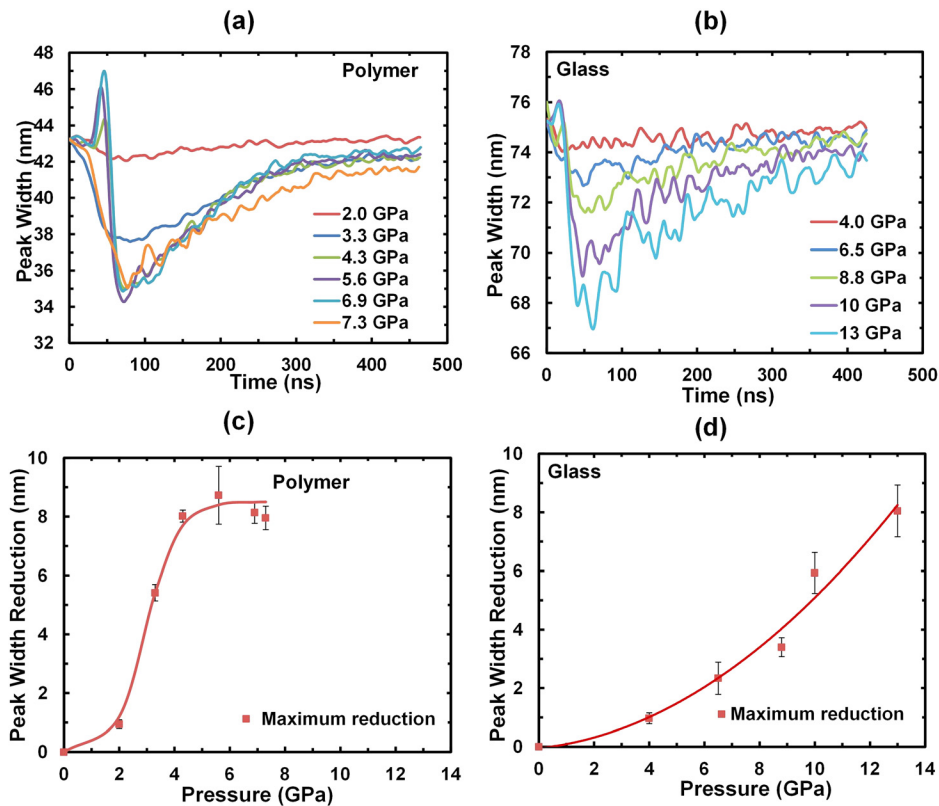 (a)
Polymer
Peak Width (nm)
48
46
44
42
40
38
36
34
32
0
100
200
300
400
500
Time (ns)
2.0 GPa
3.3 GPa
4.3 GPa
5.6 GPa
6.9 GPa
7.3 GPa
(b)
Glass
Peak Width (nm)
78
76
74
72
70
68
66
0
100
200
300
400
500
Time (ns)
4.0 GPa
6.5 GPa
8.8 GPa
10 GPa
13 GPa
(c)
Polymer
Peak Width Reduction (nm)
10
8
6
4
2
0
0
2
4
6
8
10
12
14
Pressure (GPa)
Maximum reduction
(d)
Glass
Peak Width Reduction (nm)
10
8
6
4
2
0
0
2
4
6
8
10
12
14
Pressure (GPa)
Maximum reduction